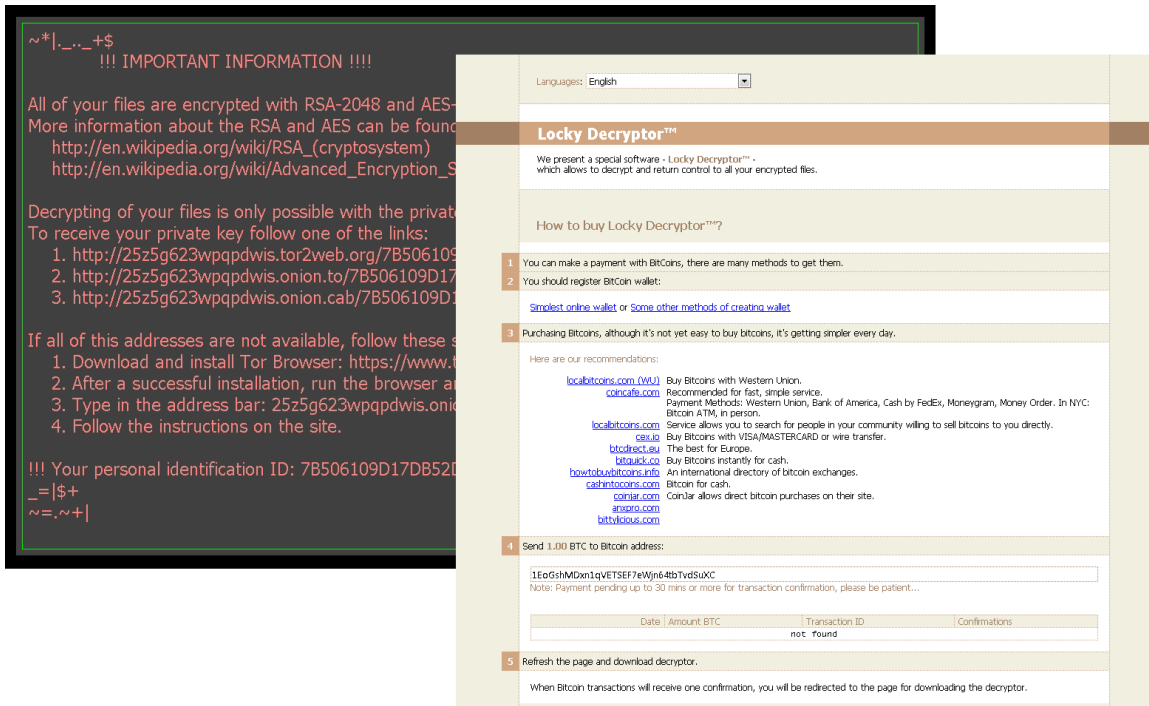 ~*|._.._+$
!!! IMPORTANT INFORMATION !!!!
All of your files are encrypted with RSA-2048 and AES-
More information about the RSA and AES can be found
http://en.wikipedia.org/wiki/RSA_(cryptosystem)
http://en.wikipedia.org/wiki/Advanced_Encryption_S
Decrypting of your files is only possible with the private
To receive your private key follow one of the links:
1. http://25z5g623wpqpdwis.tor2web.org/7B506109
2. http://25z5g623wpqpdwis.onion.to/7B506109D17
3. http://25z5g623wpqpdwis.onion.cab/7B506109D1
If all of this addresses are not available, follow these s
1. Download and install Tor Browser: https://www.t
2. After a successful installation, run the browser a
3. Type in the address bar: 25z5g623wpqpdwis.onio
4. Follow the instructions on the site.
!!! Your personal identification ID: 7B506109D17DB52D
_=|$+
~=.~+|
Languages: English
Locky Decryptor™
We present a special software - Locky Decryptor™ -
which allows to decrypt and return control to all your encrypted files.
How to buy Locky Decryptor™?
1 You can make a payment with BitCoins, there are many methods to get them.
2 You should register BitCoin wallet:
Simplest online wallet or Some other methods of creating wallet
3 Purchasing Bitcoins, although it's not yet easy to buy bitcoins, it's getting simpler every day.
Here are our recommendations:
localbitcoins.com (WU) Buy Bitcoins with Western Union.
coincafe.com Recommended for fast, simple service.
Payment Methods: Western Union, Bank of America, Cash by FedEx, Moneygram, Money Order. In NYC:
Bitcoin ATM, in person.
localbitcoins.com Service allows you to search for people in your community willing to sell bitcoins to you directly.
cex.io Buy Bitcoins with VISA/MASTERCARD or wire transfer.
btcdirect.eu The best for Europe.
bitquick.co Buy Bitcoins instantly for cash.
howtobuybitcoins.info An international directory of bitcoin exchanges.
cashintocoins.com Bitcoin for cash.
coinjar.com CoinJar allows direct bitcoin purchases on their site.
anxpro.com
bittylicious.com
4 Send 1.00 BTC to Bitcoin address:
1EoGshMDxn1qVETSEF7eWjn64tbTvdSuXC
Note: Payment pending up to 30 mins or more for transaction confirmation, please be patient...
Date Amount BTC Transaction ID Confirmations
not found
5 Refresh the page and download decryptor.
When Bitcoin transactions will receive one confirmation, you will be redirected to the page for downloading the decryptor.